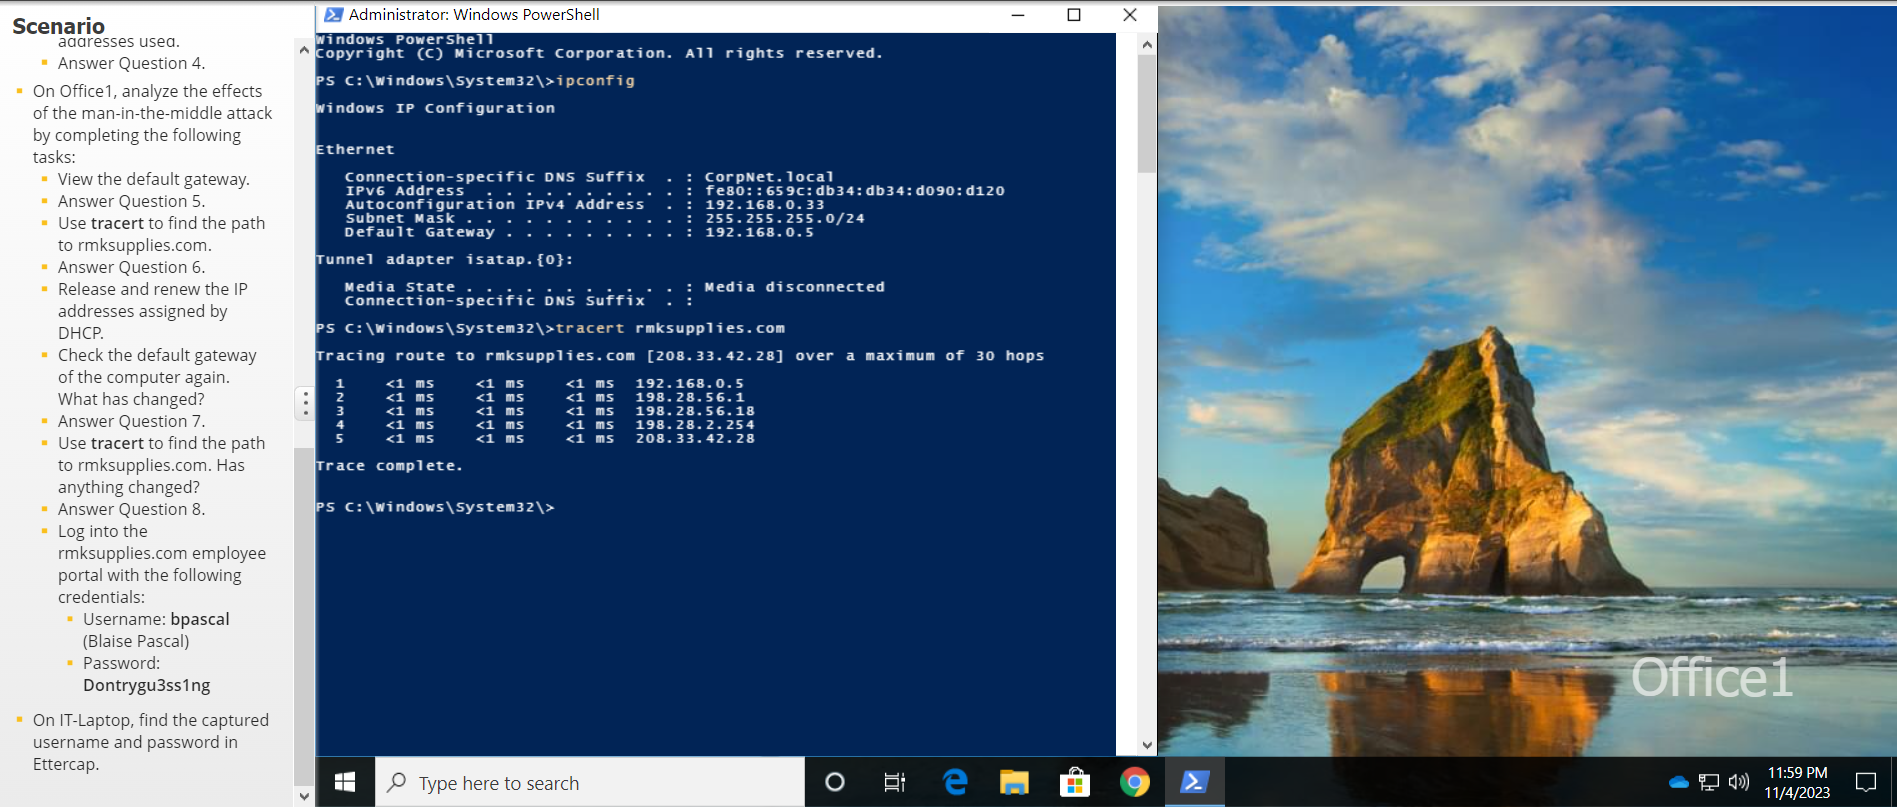 Scenario
addresses used.
Answer Question 4.
On Office1, analyze the effects
of the man-in-the-middle attack
by completing the following
tasks:
View the default gateway.
Answer Question 5.
Use tracert to find the path
to rmksupplies.com.
Answer Question 6.
Release and renew the IP
addresses assigned by
DHCP.
Check the default gateway
of the computer again.
What has changed?
Answer Question 7.
Use tracert to find the path
to rmksupplies.com. Has
anything changed?
Answer Question 8.
Log into the
rmksupplies.com employee
portal with the following
credentials:
Username: bpascal
(Blaise Pascal)
Password:
Dontrygu3ss1ng
On IT-Laptop, find the captured
username and password in
Ettercap.
Administrator: Windows PowerShell
Windows PowerShell
Copyright (C) Microsoft Corporation. All rights reserved.
PS C:\Windows\System32\>ipconfig
Windows IP Configuration
Ethernet
Connection-specific DNS Suffix . : CorpNet.local
IPv6 Address . . . . . . . . . . : fe80::659c:db34:db34:d090:d120
Autoconfiguration IPv4 Address . : 192.168.0.33
Subnet Mask . . . . . . . . . . . : 255.255.255.0/24
Default Gateway . . . . . . . . . : 192.168.0.5
Tunnel adapter isatap.{0}:
Media State . . . . . . . . . . . : Media disconnected
Connection-specific DNS Suffix . :
PS C:\Windows\System32\>tracert rmksupplies.com
Tracing route to rmksupplies.com [208.33.42.28] over a maximum of 30 hops
1 <1 ms <1 ms <1 ms 192.168.0.5
2 <1 ms <1 ms <1 ms 198.28.56.1
3 <1 ms <1 ms <1 ms 198.28.56.18
4 <1 ms <1 ms <1 ms 198.28.2.254
5 <1 ms <1 ms <1 ms 208.33.42.28
Trace complete.
PS C:\Windows\System32\>
Office1
Type here to search
11:59 PM
11/4/2023